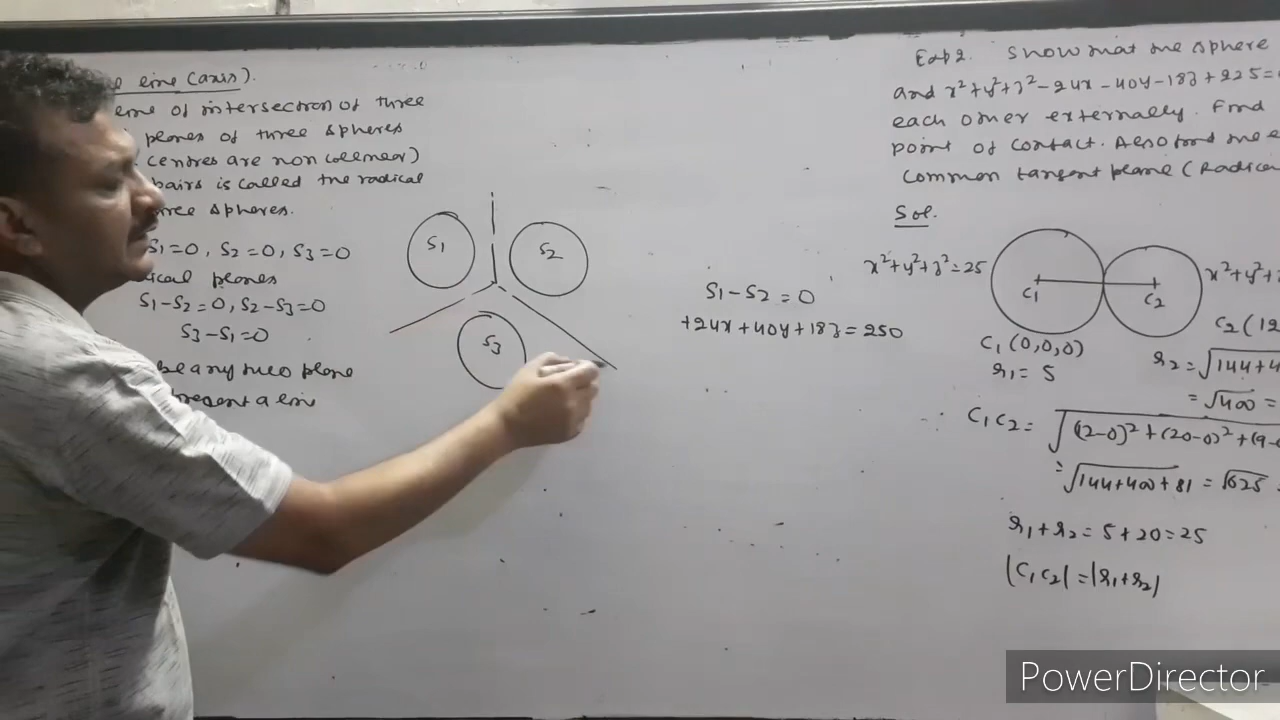 line (axis).
line of intersection of three
planes of three spheres
centres are non collinear)
pairs is called the radical
three spheres.
S1=0, S2=0, S3=0
planes
S1-S2=0, S2-S3=0
S3-S1=0
be any two plane
a line
S1
S2
S3
S1-S2=0
+24x+40y+18z=250
Exp 2. Show that the sphere
and x²+y²+z²-24x-40y-18z+225=
each other externally. Find
point of contact. Also find the
common tangent plane (Radical
Sol.
x²+y²+z²=25
C1
C2
x²+y²+
C1(0,0,0)
r1=5
C2(12
r2=√144+4
=√400=
∴ C1C2=√(12-0)²+(20-0)²+(9-0
=√144+400+81=√625
r1+r2=5+20=25
|C1C2|=|r1+r2|
PowerDirector